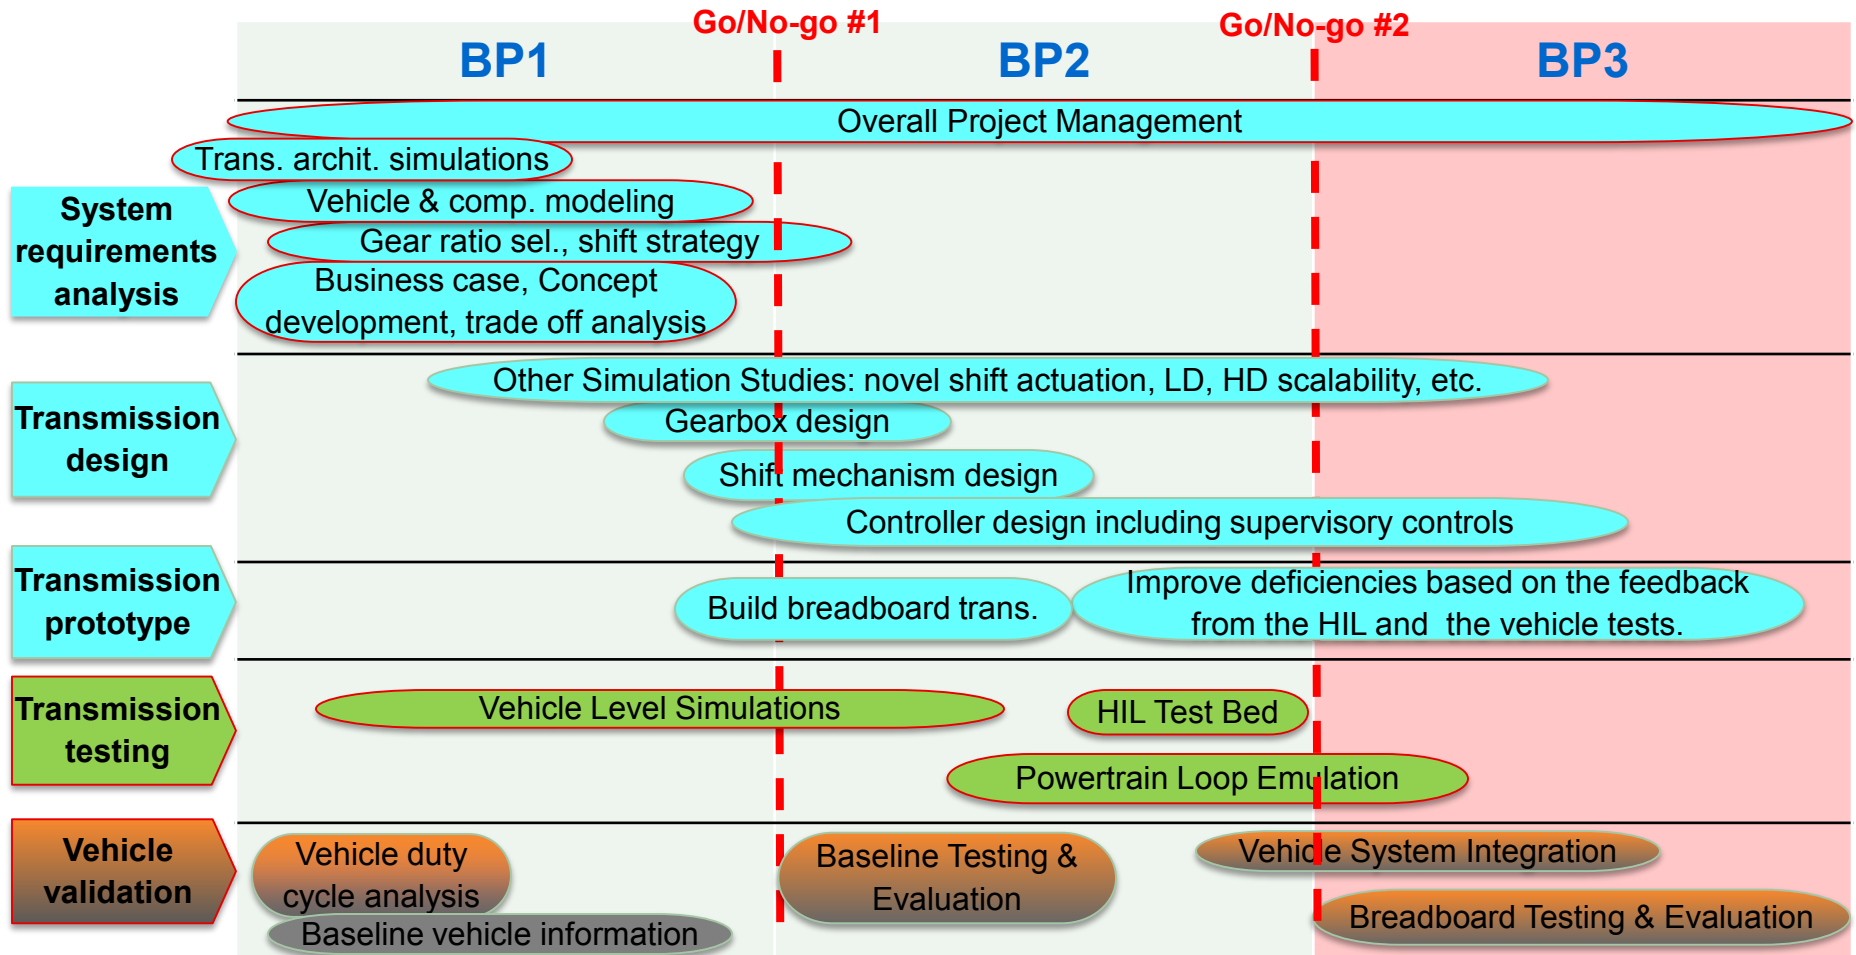 Go/No-go #1
Go/No-go #2
BP1
BP2
BP3
Overall Project Management
Trans. archit. simulations
System
requirements
analysis
Vehicle & comp. modeling
Gear ratio sel., shift strategy
Business case, Concept
development, trade off analysis
Transmission
design
Other Simulation Studies: novel shift actuation, LD, HD scalability, etc.
Gearbox design
Shift mechanism design
Controller design including supervisory controls
Transmission
prototype
Build breadboard trans.
Improve deficiencies based on the feedback
from the HIL and the vehicle tests.
Transmission
testing
Vehicle Level Simulations
HIL Test Bed
Powertrain Loop Emulation
Vehicle
validation
Vehicle duty
cycle analysis
Baseline vehicle information
Baseline Testing &
Evaluation
Vehicle System Integration
Breadboard Testing & Evaluation